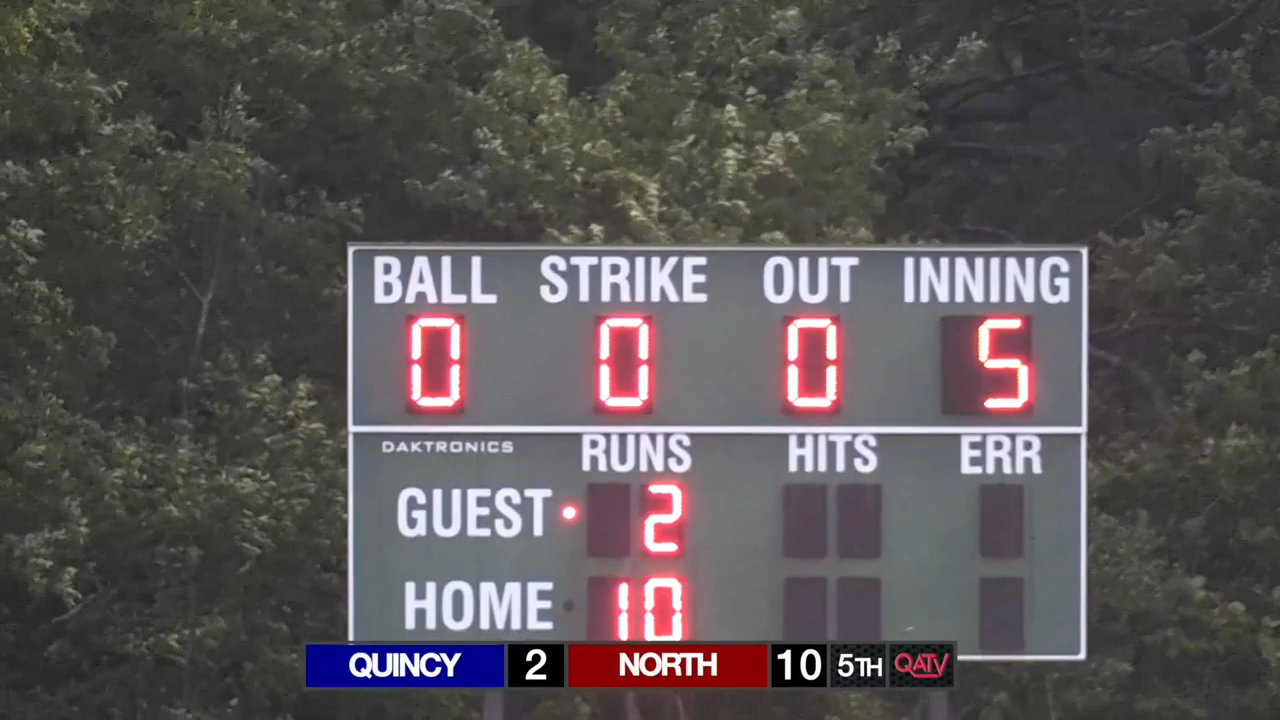 BALL STRIKE OUT INNING
0 0 0 5
DAKTRONICS RUNS HITS ERR
GUEST 2
HOME 10
QUINCY 2 NORTH 10 5TH QATV